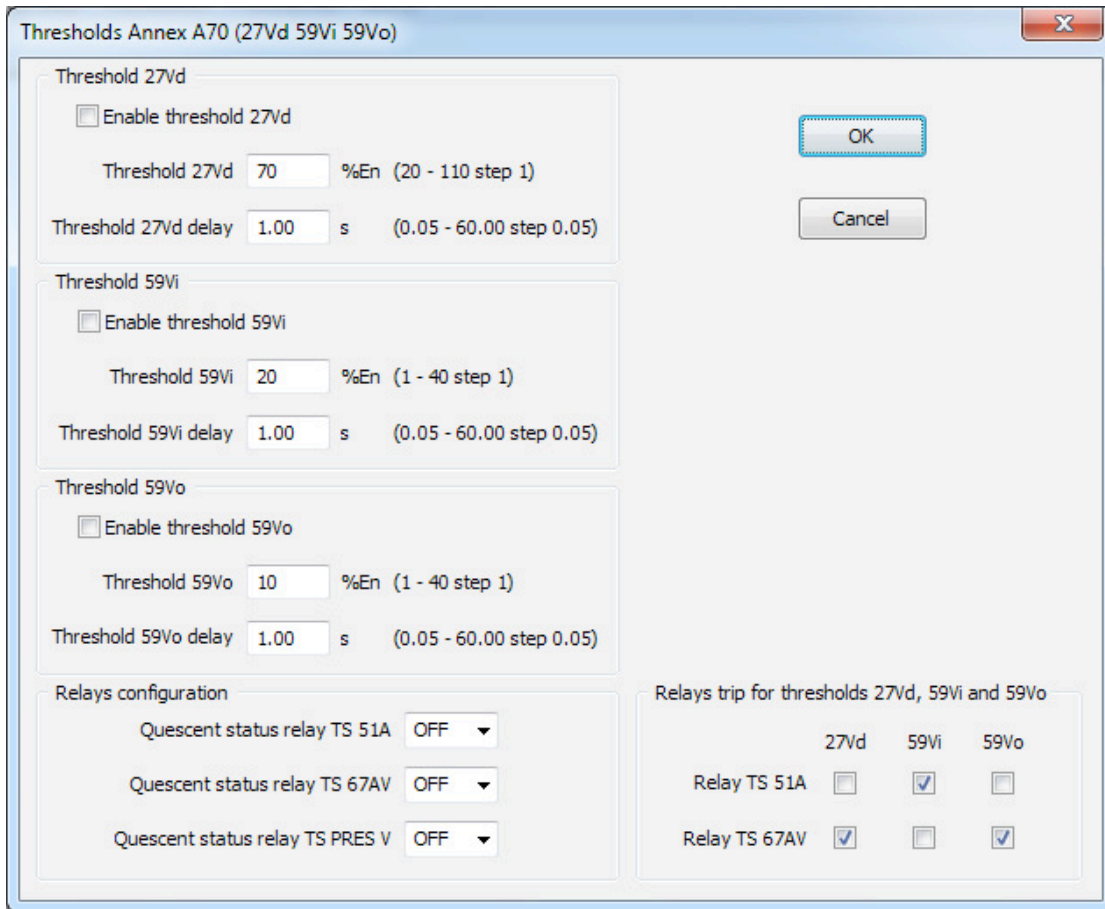 Thresholds Annex A70 (27Vd 59Vi 59Vo)
Threshold 27Vd
Enable threshold 27Vd
Threshold 27Vd 70 %En (20 - 110 step 1)
Threshold 27Vd delay 1.00 s (0.05 - 60.00 step 0.05)
OK
Cancel
Threshold 59Vi
Enable threshold 59Vi
Threshold 59Vi 20 %En (1 - 40 step 1)
Threshold 59Vi delay 1.00 s (0.05 - 60.00 step 0.05)
Threshold 59Vo
Enable threshold 59Vo
Threshold 59Vo 10 %En (1 - 40 step 1)
Threshold 59Vo delay 1.00 s (0.05 - 60.00 step 0.05)
Relays configuration
Quescent status relay TS 51A OFF
Quescent status relay TS 67AV OFF
Quescent status relay TS PRES V OFF
Relays trip for thresholds 27Vd, 59Vi and 59Vo
27Vd 59Vi 59Vo
Relay TS 51A
Relay TS 67AV